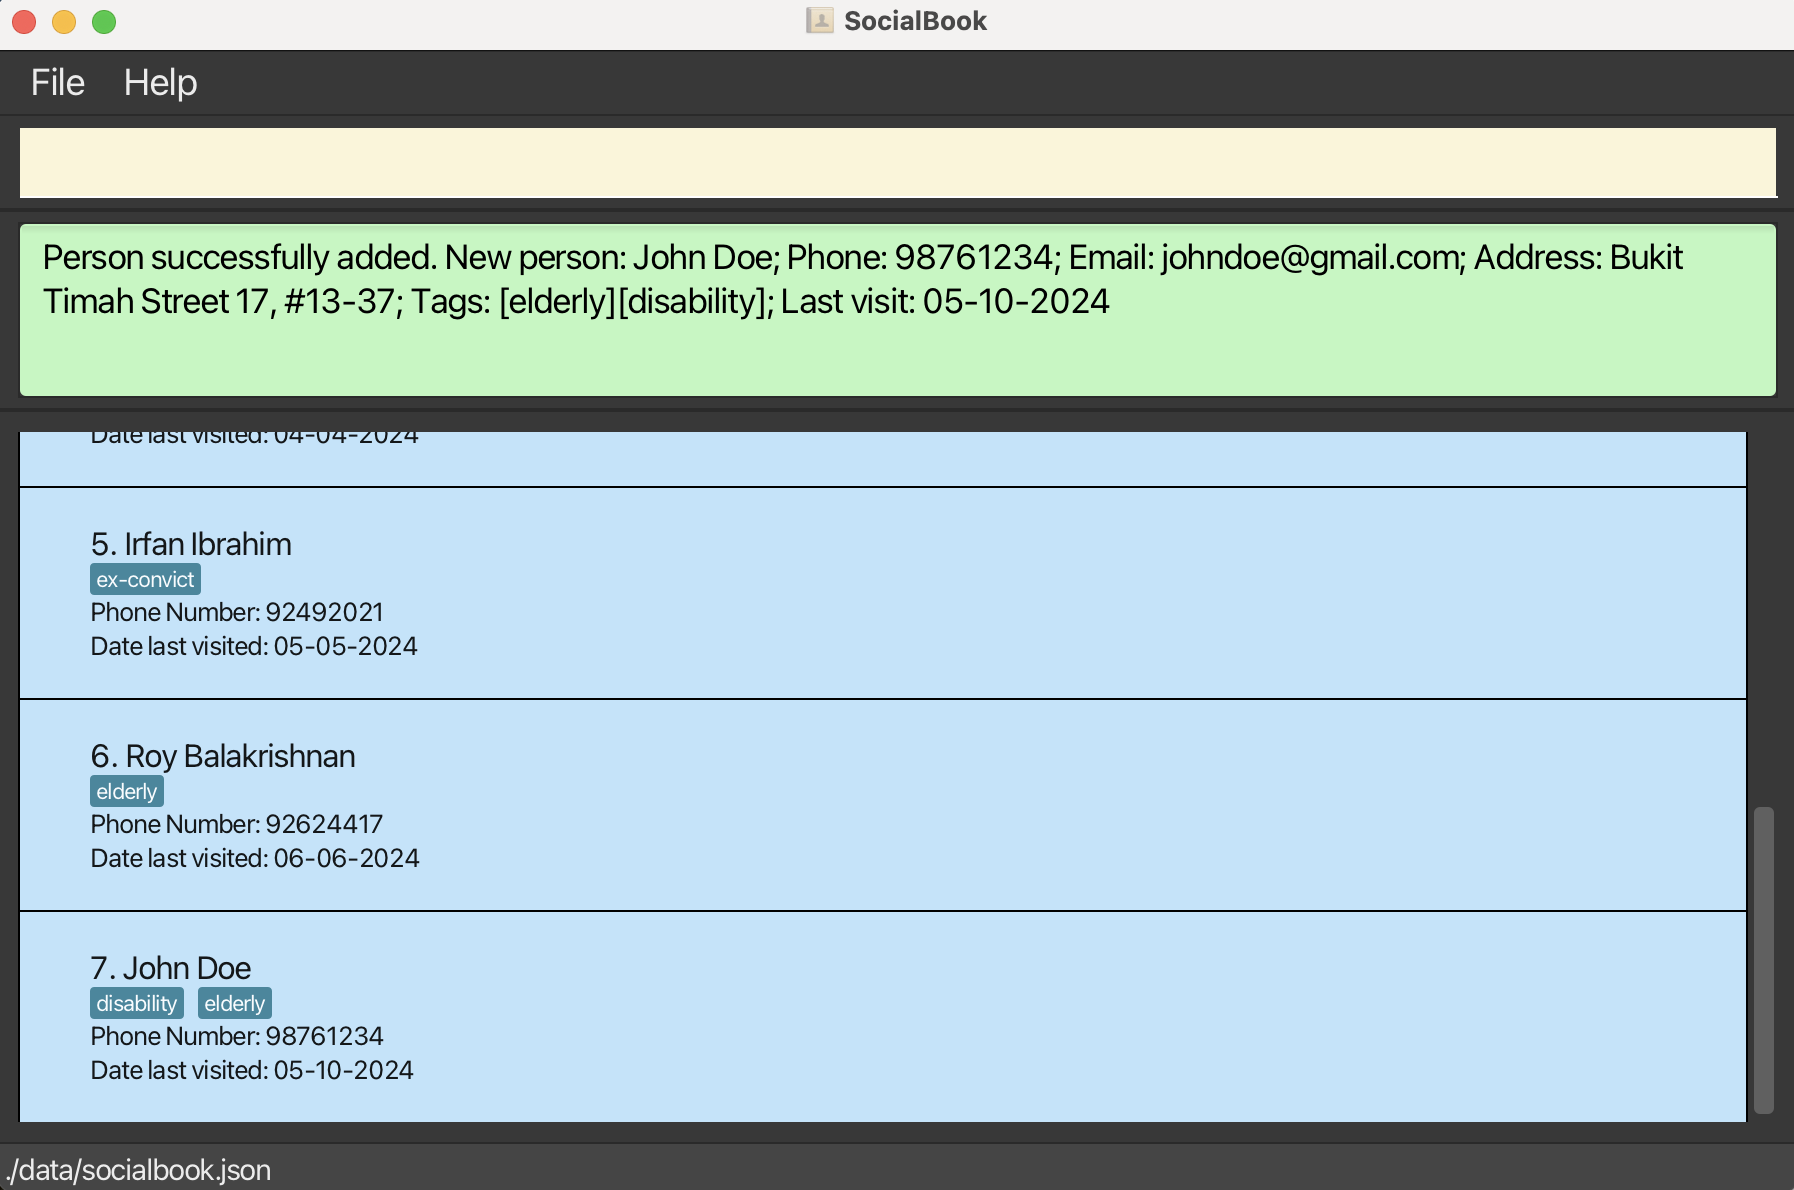 SocialBook
File Help
Person successfully added. New person: John Doe; Phone: 98761234; Email: johndoe@gmail.com; Address: Bukit
Timah Street 17, #13-37; Tags: [elderly][disability]; Last visit: 05-10-2024
Date last visited: 04-04-2024
5. Irfan Ibrahim
ex-convict
Phone Number: 92492021
Date last visited: 05-05-2024
6. Roy Balakrishnan
elderly
Phone Number: 92624417
Date last visited: 06-06-2024
7. John Doe
disability elderly
Phone Number: 98761234
Date last visited: 05-10-2024
./data/socialbook.json